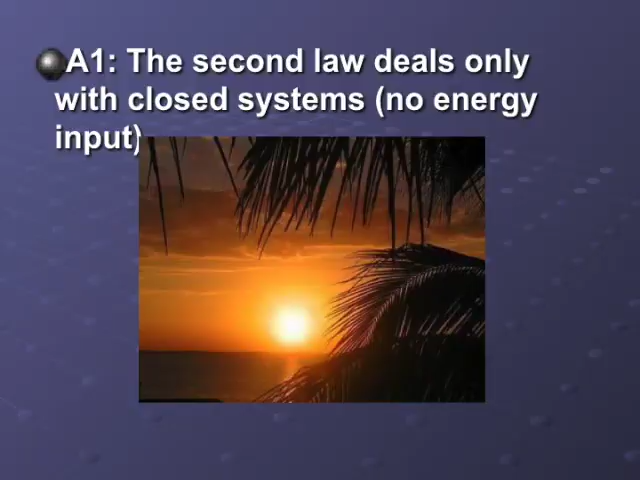 A1: The second law deals only
with closed systems (no energy
input)